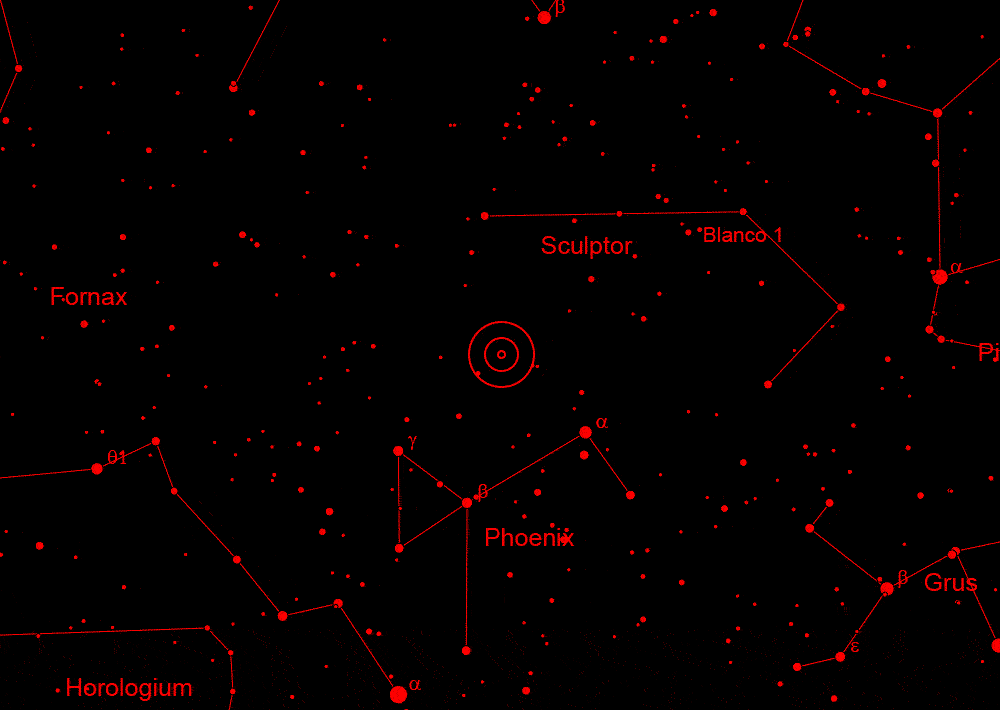 β
Blanco 1
Sculptor
α
Fornax
Pi
α
γ
θ1
β
Phoenix
β
Grus
ε
α
Horologium